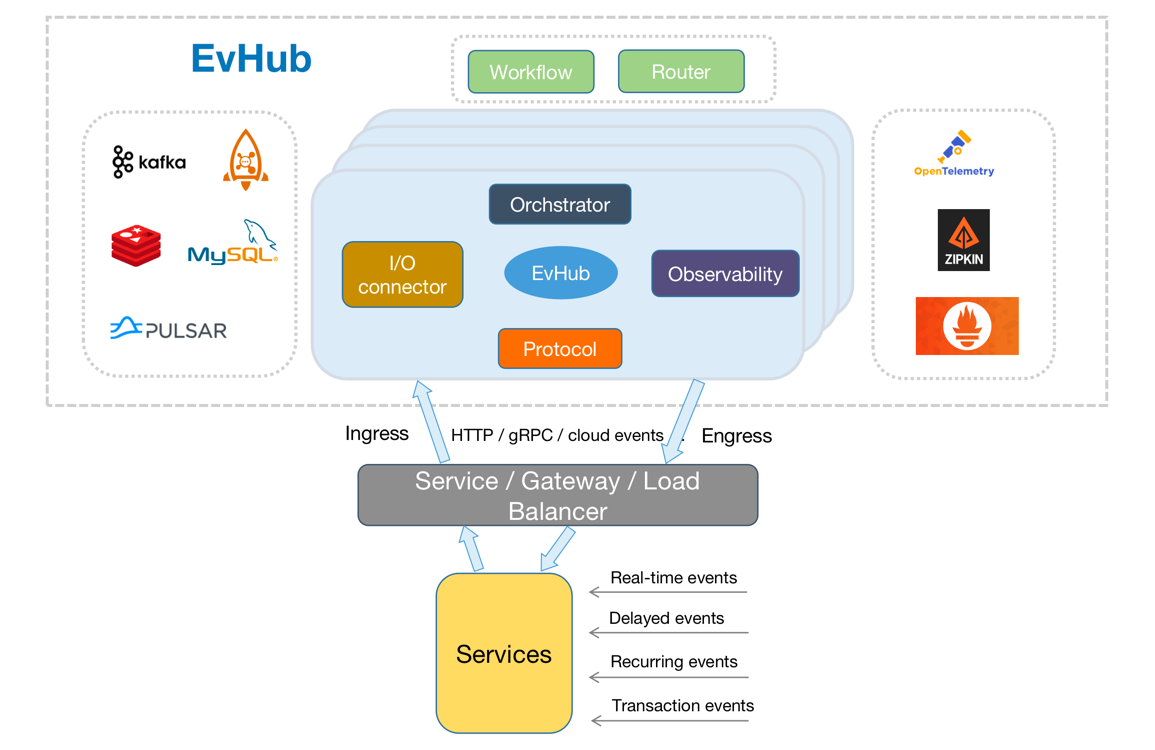 EvHub
Workflow
Router
kafka
MySQL®
PULSAR
Orchstrator
I/O
connector
EvHub
Observability
Protocol
OpenTelemetry
ZIPKIN
Ingress
HTTP / gRPC / cloud events
Engress
Service / Gateway / Load
Balancer
Services
Real-time events
Delayed events
Recurring events
Transaction events